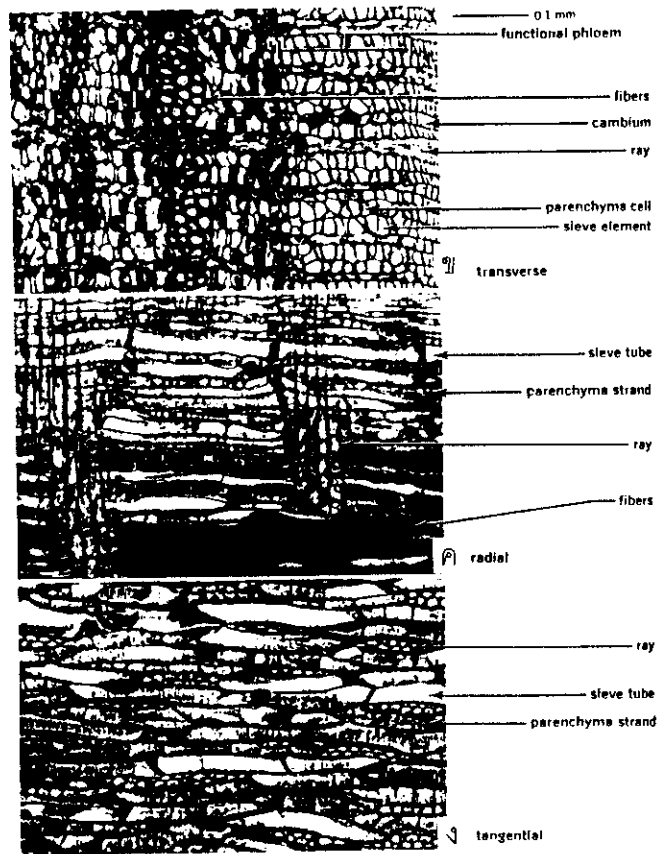 0.1 mm
functional phloem
fibers
cambium
ray
parenchyma cell
sieve element
transverse
sieve tube
parenchyma strand
ray
fibers
radial
ray
sieve tube
parenchyma strand
tangential